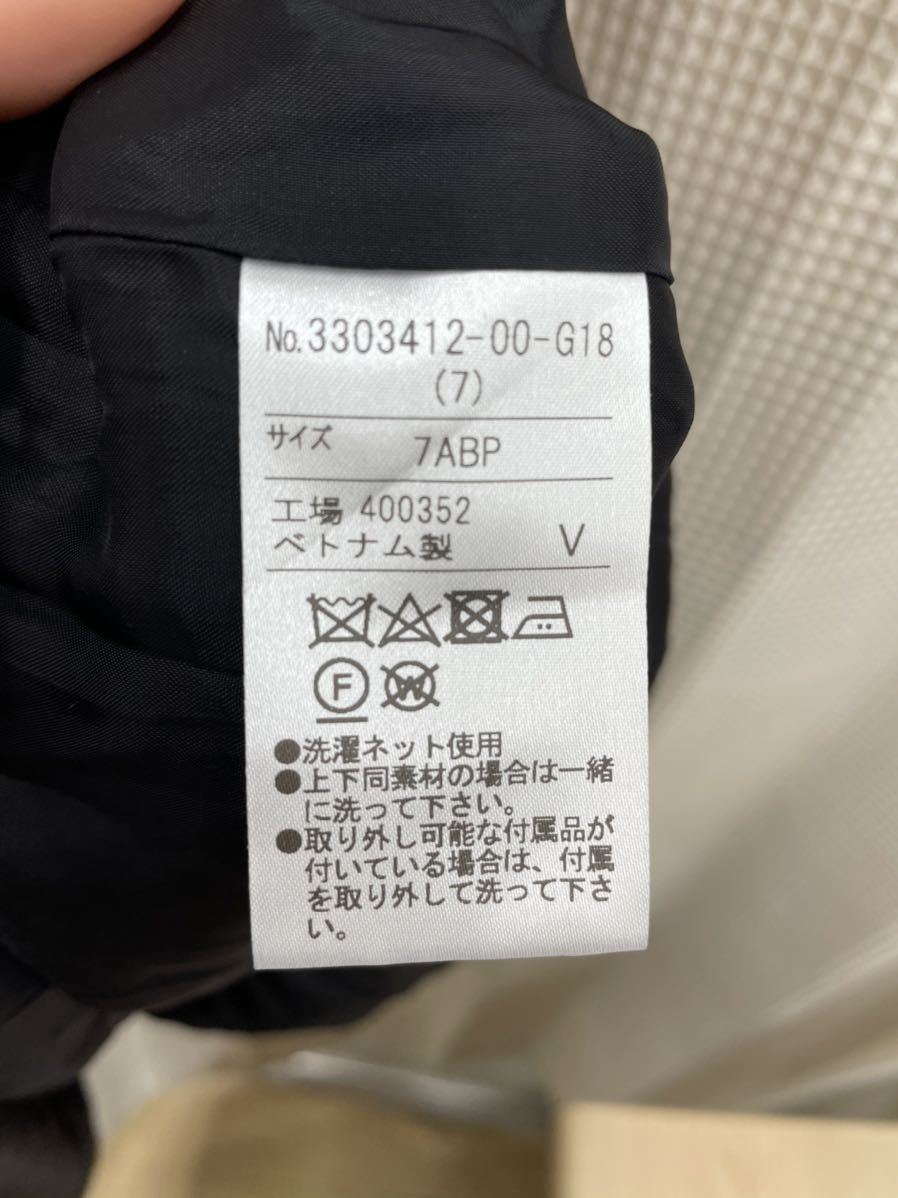 No.3303412-00-G18
(7)
サイズ 7ABP
工場 400352
ベトナム製 V
F
W
●洗濯ネット使用
●上下同素材の場合は一緒
に洗って下さい。
●取り外し可能な付属品が
付いている場合は、付属
を取り外して洗って下さ
い。